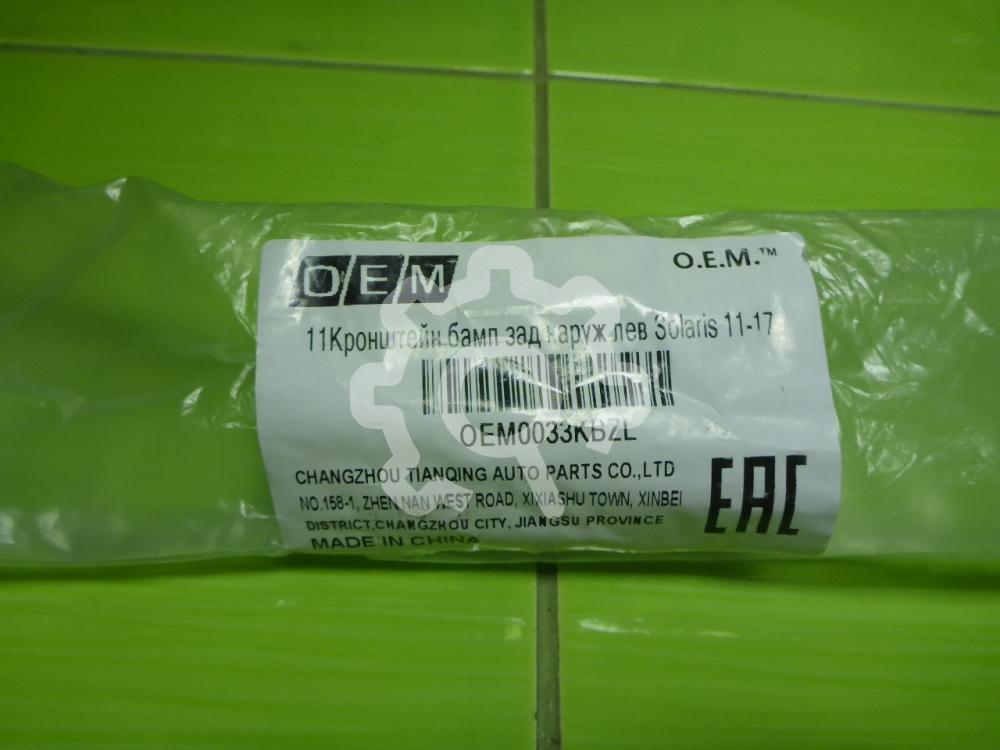 OEM
O.E.M.™
11Кронштейн бамп зад наруж лев Solaris 11-17
OEM0033KBZL
CHANGZHOU TIANQING AUTO PARTS CO.,LTD
NO.158-1, ZHEN NAN WEST ROAD, XIXIASHU TOWN, XINBEI
DISTRICT,CHANGZHOU CITY, JIANGSU PROVINCE
MADE IN CHINA
EAC